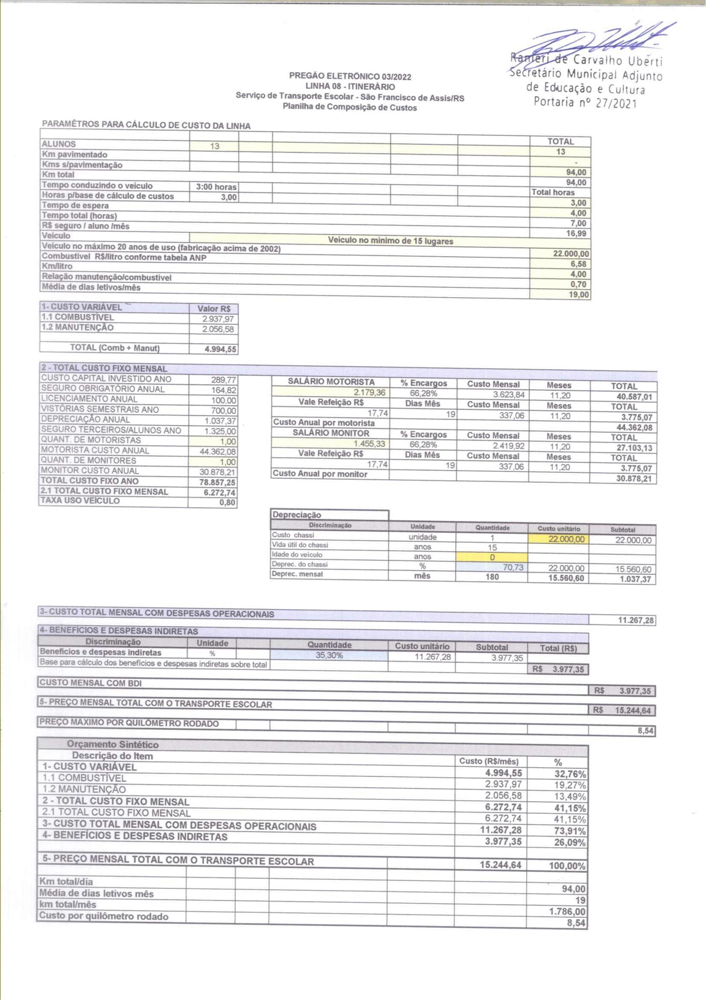 Ranieri de Carvalho Uberti
Secretário Municipal Adjunto
de Educação e Cultura
Portaria nº 27/2021
PREGÃO ELETRÔNICO 03/2022
LINHA 08 - ITINERÁRIO
Serviço de Transporte Escolar - São Francisco de Assis/RS
Planilha de Composição de Custos
PARAMÊTROS PARA CÁLCULO DE CUSTO DA LINHA
TOTAL
ALUNOS 13 13
Km pavimentado -
Kms s/pavimentação 94,00
Km total 94,00
Tempo conduzindo o veículo 3:00 horas Total horas
Horas p/base de cálculo de custos 3,00 3,00
Tempo de espera 4,00
Tempo total (horas) 7,00
R$ seguro / aluno /mês 16,99
Veículo Veículo no mínimo de 15 lugares
Veículo no máximo 20 anos de uso (fabricação acima de 2002) 22.000,00
Combustível R$/litro conforme tabela ANP 6,58
Km/litro 4,00
Relação manutenção/combustível 0,70
Média de dias letivos/mês 19,00
1- CUSTO VARIÁVEL Valor R$
1.1 COMBUSTÍVEL 2.937,97
1.2 MANUTENÇÃO 2.056,58
TOTAL (Comb + Manut) 4.994,55
2 - TOTAL CUSTO FIXO MENSAL
CUSTO CAPITAL INVESTIDO ANO 289,77 SALÁRIO MOTORISTA % Encargos Custo Mensal Meses TOTAL
SEGURO OBRIGATÓRIO ANUAL 164,82 2.179,36 66,28% 3.623,84 11,20 40.587,01
LICENCIAMENTO ANUAL 100,00 Vale Refeição R$ Dias Mês Custo Mensal Meses TOTAL
VISTÓRIAS SEMESTRAIS ANO 700,00 17,74 19 337,06 11,20 3.775,07
DEPRECIAÇÃO ANUAL 1.037,37 Custo Anual por motorista 44.362,08
SEGURO TERCEIROS/ALUNOS ANO 1.325,00 SALÁRIO MONITOR % Encargos Custo Mensal Meses TOTAL
QUANT. DE MOTORISTAS 1,00 1.455,33 66,28% 2.419,92 11,20 27.103,13
MOTORISTA CUSTO ANUAL 44.362,08 Vale Refeição R$ Dias Mês Custo Mensal Meses TOTAL
QUANT. DE MONITORES 1,00 17,74 19 337,06 11,20 3.775,07
MONITOR CUSTO ANUAL 30.878,21 Custo Anual por monitor 30.878,21
TOTAL CUSTO FIXO ANO 78.857,25
2.1 TOTAL CUSTO FIXO MENSAL 6.272,74
TAXA USO VEÍCULO 0,80
Depreciação
Discriminação Unidade Quantidade Custo unitário Subtotal
Custo chassi unidade 1 22.000,00 22.000,00
Vida útil do chassi anos 15
Idade do veículo anos 0
Deprec. do chassi % 70,73 22.000,00 15.560,60
Deprec. mensal mês 180 15.560,60 1.037,37
3- CUSTO TOTAL MENSAL COM DESPESAS OPERACIONAIS 11.267,28
4- BENEFÍCIOS E DESPESAS INDIRETAS
Discriminação Unidade Quantidade Custo unitário Subtotal Total (R$)
Benefícios e despesas indiretas % 35,30% 11.267,28 3.977,35
Base para cálculo dos benefícios e despesas indiretas sobre total R$ 3.977,35
CUSTO MENSAL COM BDI R$ 3.977,35
5- PREÇO MENSAL TOTAL COM O TRANSPORTE ESCOLAR R$ 15.244,64
PREÇO MÁXIMO POR QUILÔMETRO RODADO 8,54
Orçamento Sintético
Descrição do Item Custo (R$/mês) %
1- CUSTO VARIÁVEL 4.994,55 32,76%
1.1 COMBUSTÍVEL 2.937,97 19,27%
1.2 MANUTENÇÃO 2.056,58 13,49%
2 - TOTAL CUSTO FIXO MENSAL 6.272,74 41,15%
2.1 TOTAL CUSTO FIXO MENSAL 6.272,74 41,15%
3- CUSTO TOTAL MENSAL COM DESPESAS OPERACIONAIS 11.267,28 73,91%
4- BENEFÍCIOS E DESPESAS INDIRETAS 3.977,35 26,09%
5- PREÇO MENSAL TOTAL COM O TRANSPORTE ESCOLAR 15.244,64 100,00%
Km total/dia 94,00
Média de dias letivos mês 19
km total/mês 1.786,00
Custo por quilômetro rodado 8,54